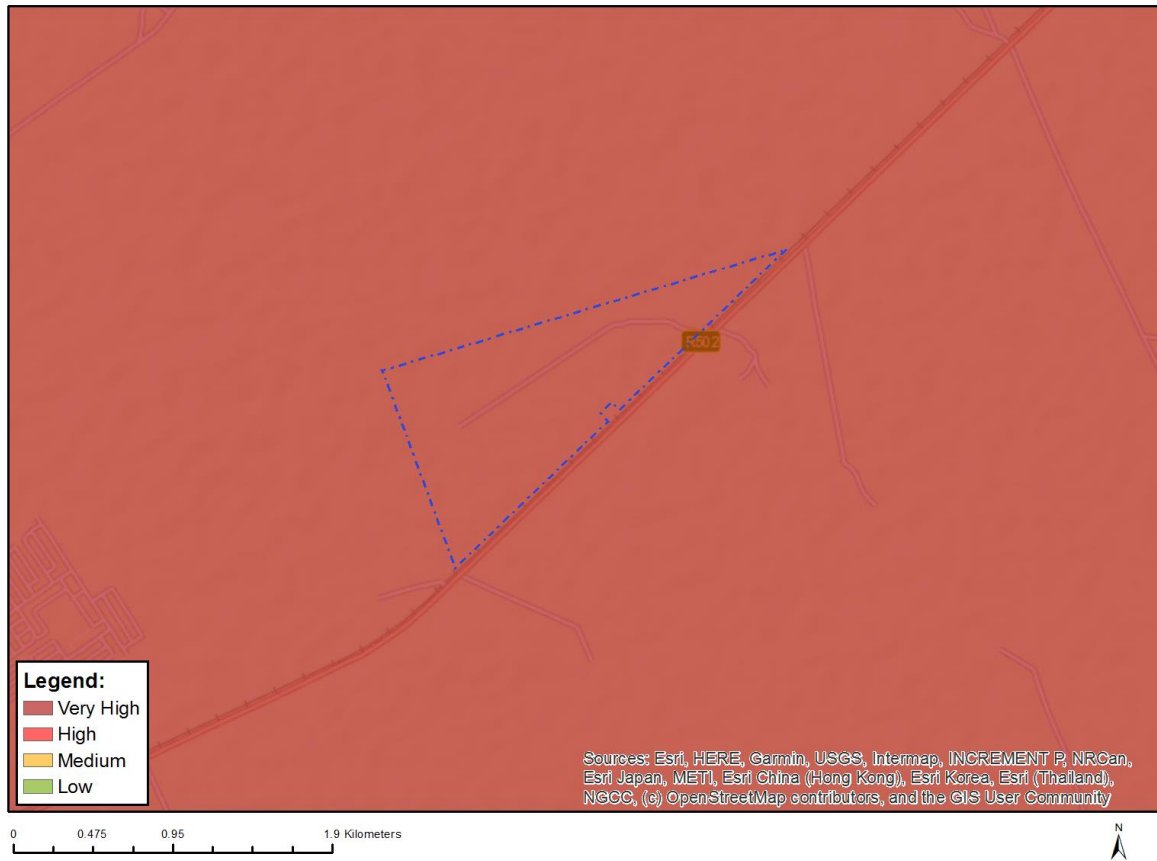 R502
Legend:
Very High
High
Medium
Low
Sources: Esri, HERE, Garmin, USGS, Intermap, INCREMENT P, NRCan,
Esri Japan, METI, Esri China (Hong Kong), Esri Korea, Esri (Thailand),
NGCC, (c) OpenStreetMap contributors, and the GIS User Community
0 0.475 0.95 1.9 Kilometers
N